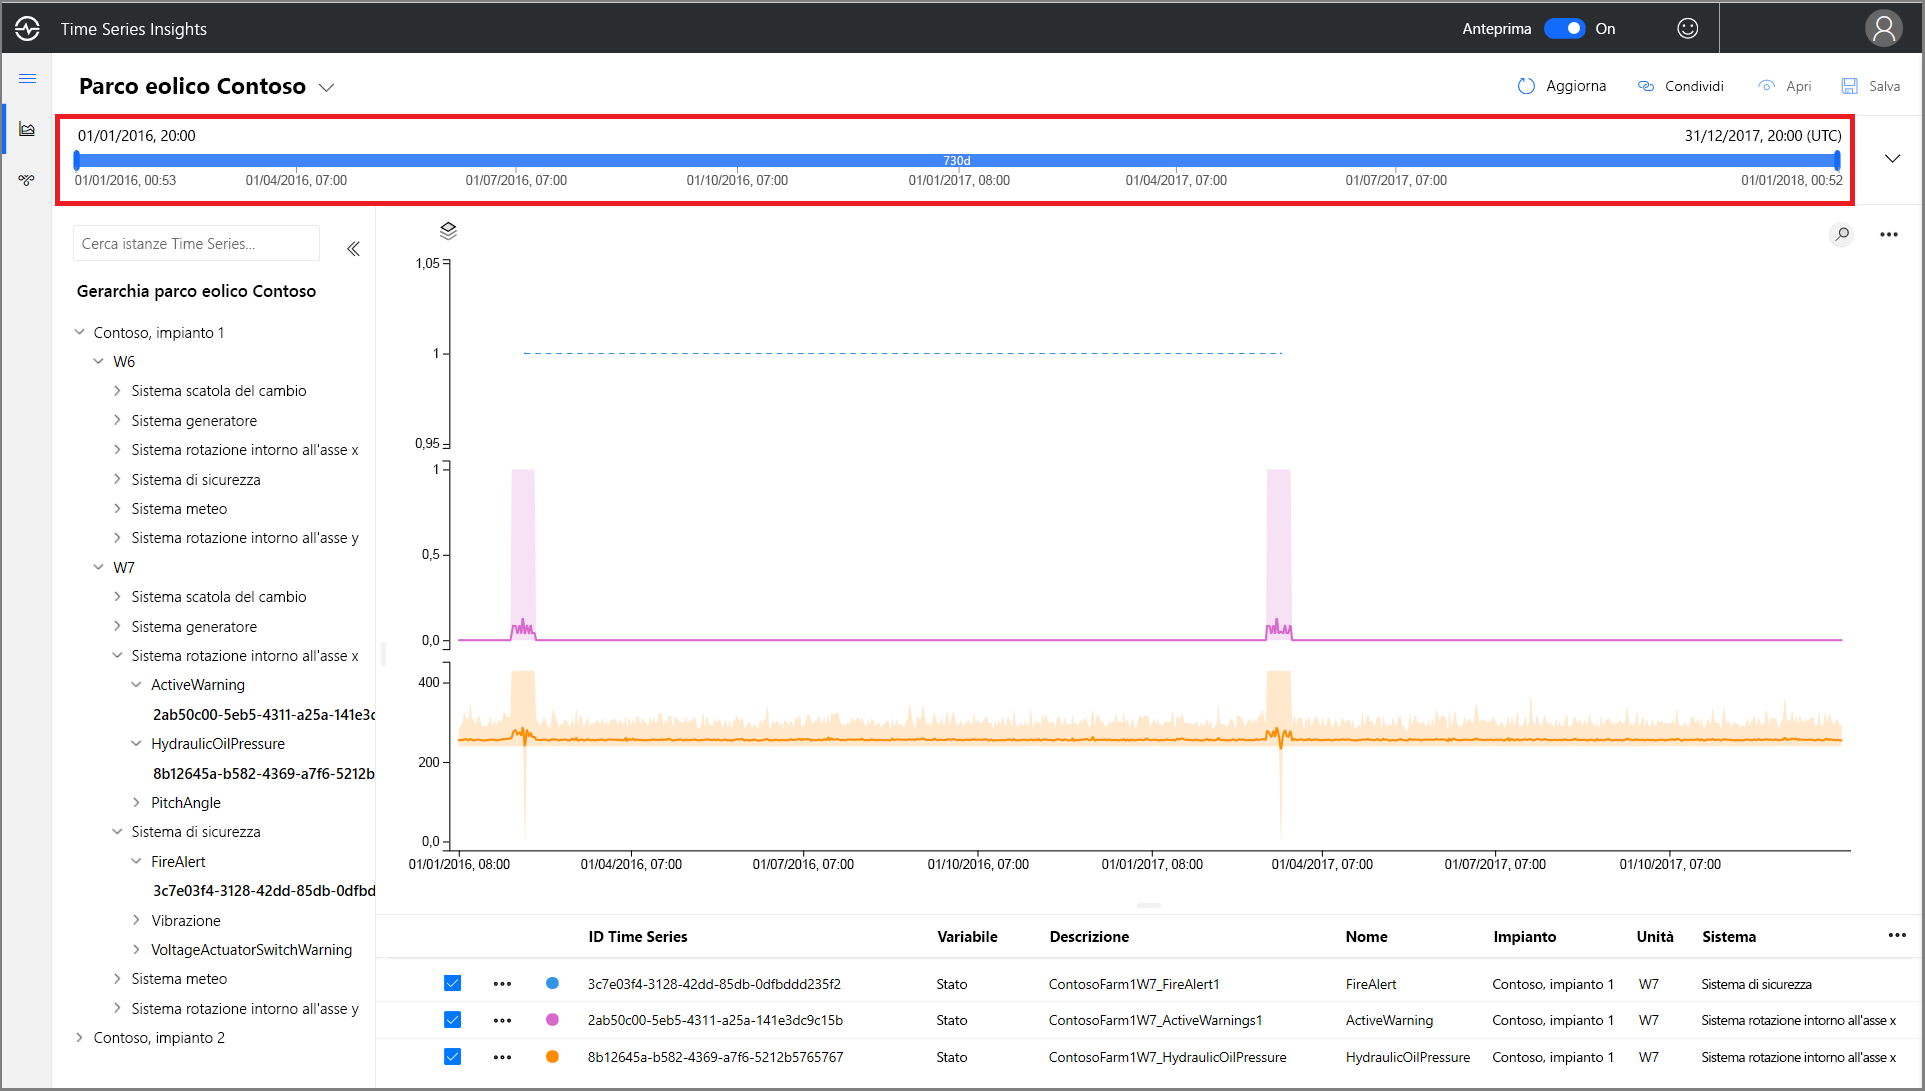 Time Series Insights
Anteprima On
Parco eolico Contoso
Aggiorna Condividi Apri Salva
01/01/2016, 20:00 31/12/2017, 20:00 (UTC)
730d
01/01/2016, 00:53 01/04/2016, 07:00 01/07/2016, 07:00 01/10/2016, 07:00 01/01/2017, 08:00 01/04/2017, 07:00 01/07/2017, 07:00 01/01/2018, 00:52
Cerca istanze Time Series...
Gerarchia parco eolico Contoso
Contoso, impianto 1
W6
Sistema scatola del cambio
Sistema generatore
Sistema rotazione intorno all'asse x
Sistema di sicurezza
Sistema meteo
Sistema rotazione intorno all'asse y
W7
Sistema scatola del cambio
Sistema generatore
Sistema rotazione intorno all'asse x
ActiveWarning
2ab50c00-5eb5-4311-a25a-141e3c
HydraulicOilPressure
8b12645a-b582-4369-a7f6-5212b
PitchAngle
Sistema di sicurezza
FireAlert
3c7e03f4-3128-42dd-85db-0dfbd
Vibrazione
VoltageActuatorSwitchWarning
Sistema meteo
Sistema rotazione intorno all'asse y
Contoso, impianto 2
1,05
1
0,95
1
0,5
0,0
400
200
0,0
01/01/2016, 08:00 01/04/2016, 07:00 01/07/2016, 07:00 01/10/2016, 07:00 01/01/2017, 08:00 01/04/2017, 07:00 01/07/2017, 07:00 01/10/2017, 07:00
ID Time Series Variabile Descrizione Nome Impianto Unità Sistema
3c7e03f4-3128-42dd-85db-0dfbddd235f2 Stato ContosoFarm1W7_FireAlert1 FireAlert Contoso, impianto 1 W7 Sistema di sicurezza
2ab50c00-5eb5-4311-a25a-141e3dc9c15b Stato ContosoFarm1W7_ActiveWarnings1 ActiveWarning Contoso, impianto 1 W7 Sistema rotazione intorno all'asse x
8b12645a-b582-4369-a7f6-5212b5765767 Stato ContosoFarm1W7_HydraulicOilPressure HydraulicOilPressure Contoso, impianto 1 W7 Sistema rotazione intorno all'asse x